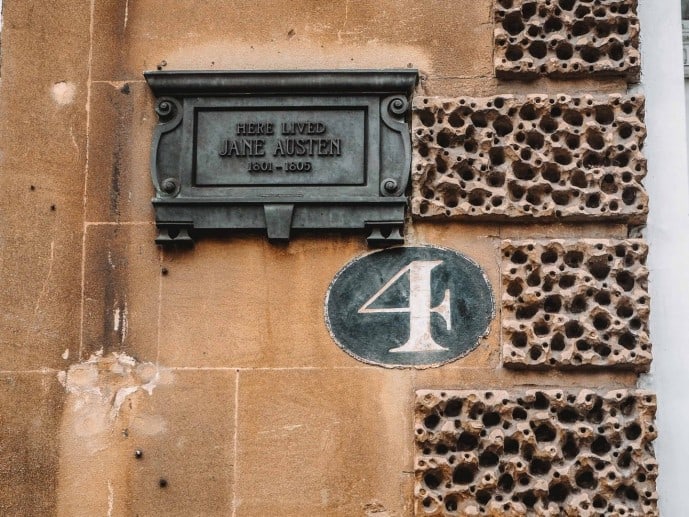 HERE LIVED
JANE AUSTEN
1801-1805
4